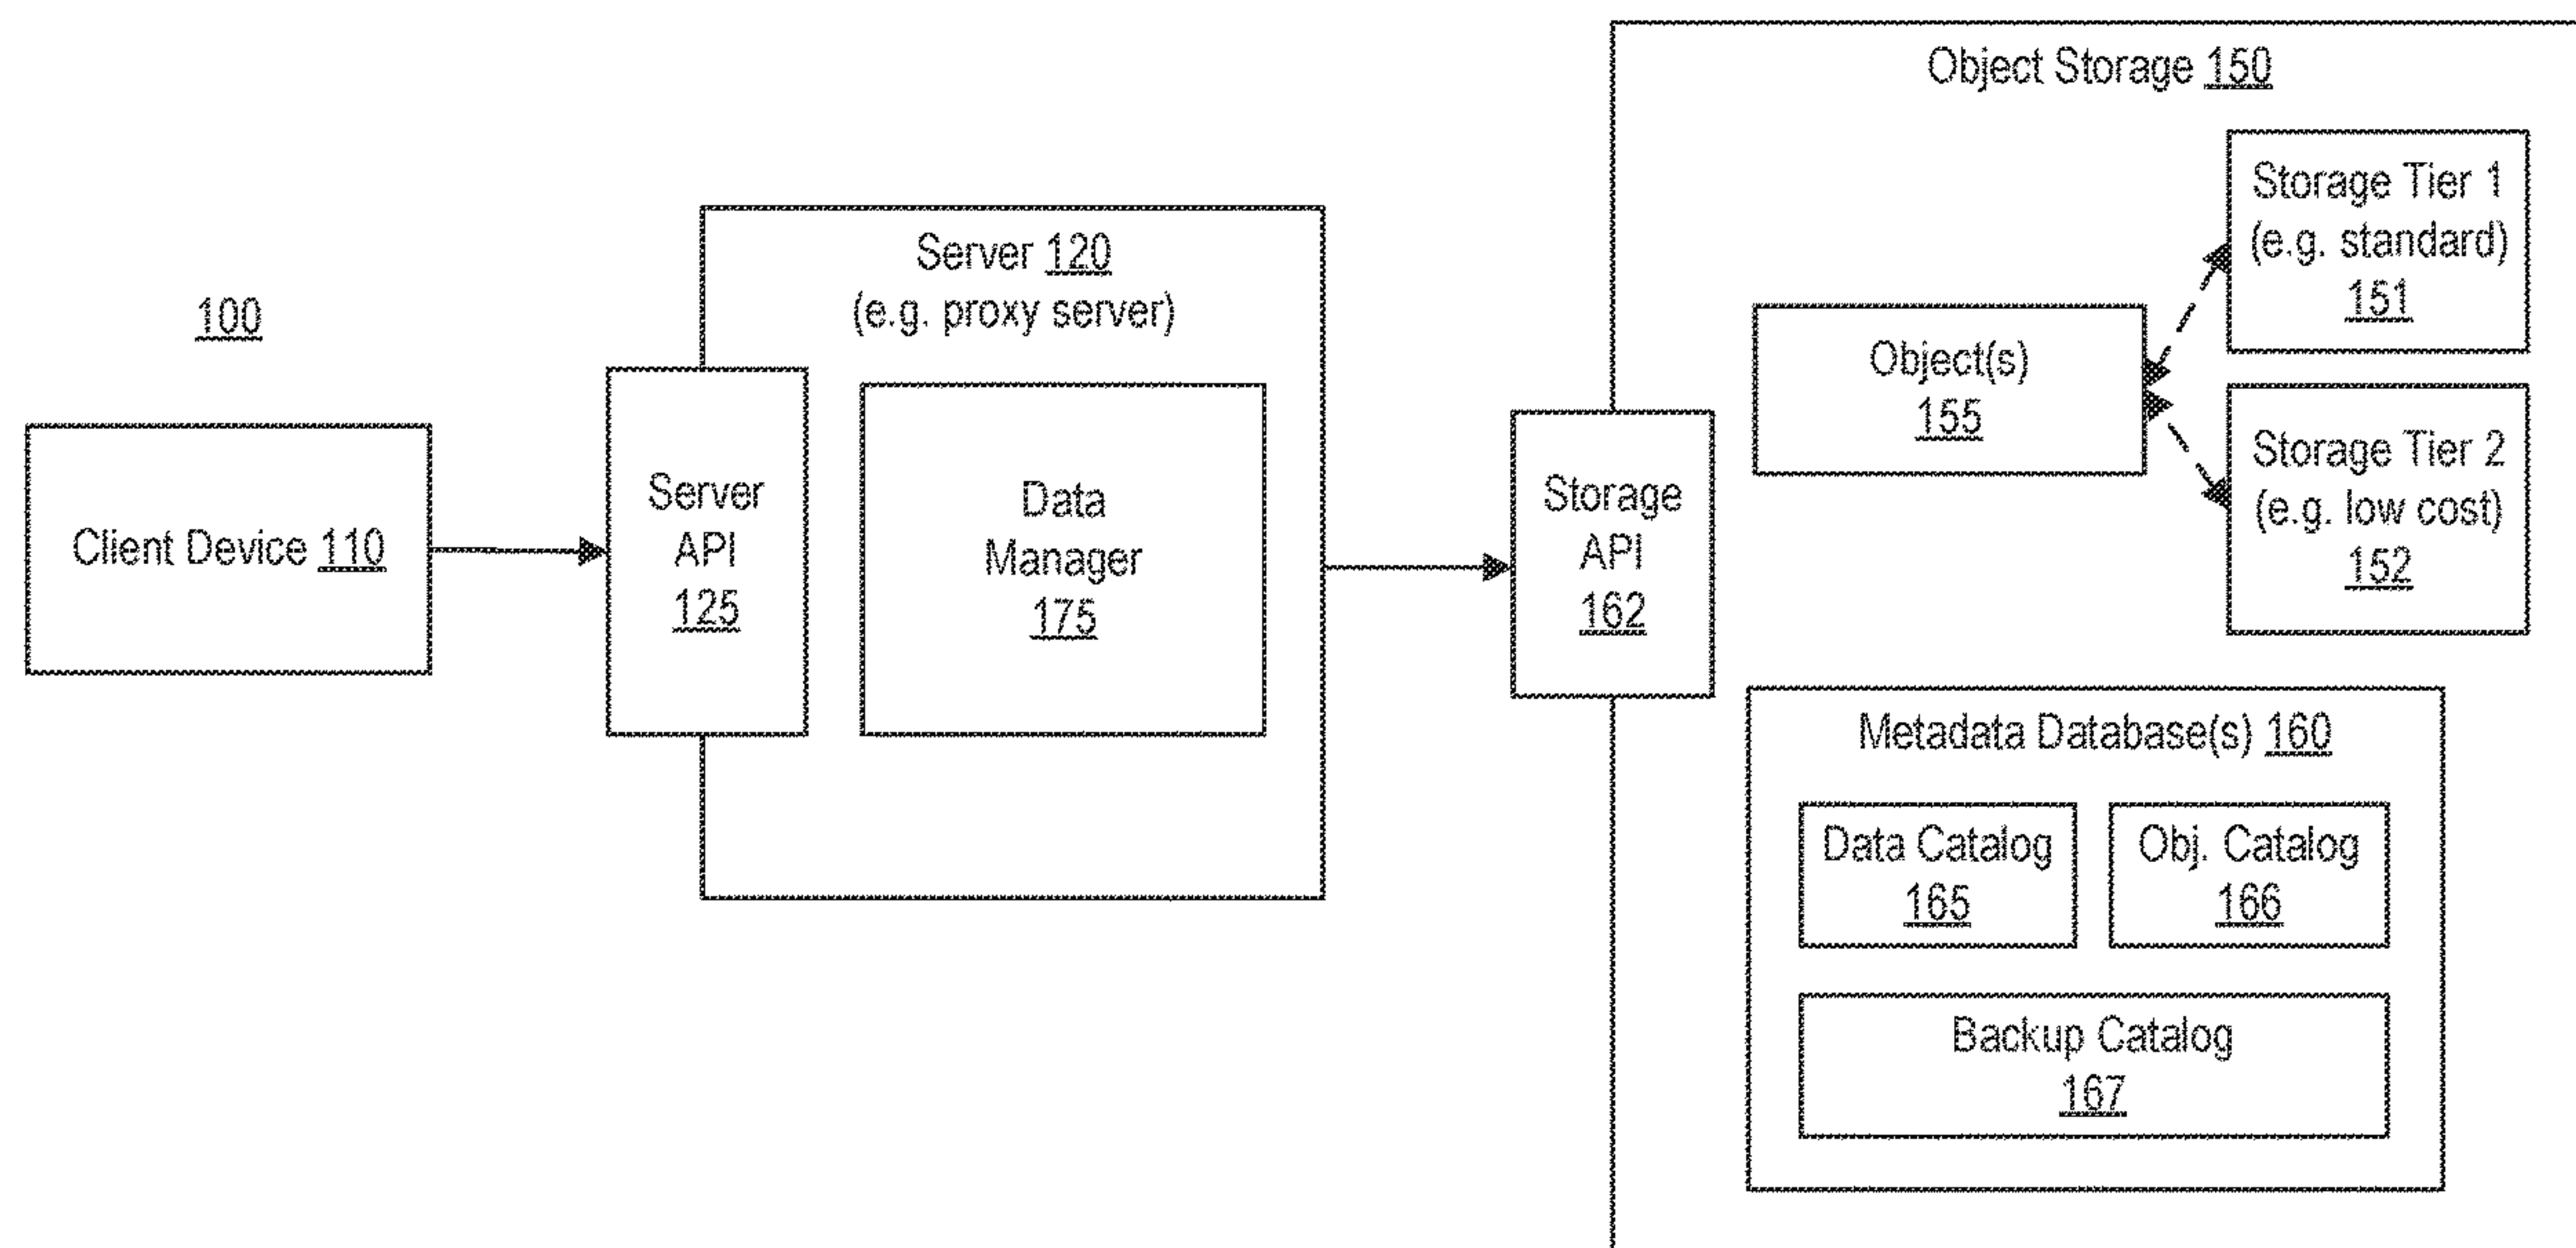 100
Client Device 110
Server API 125
Server 120
(e.g. proxy server)
Data
Manager
175
Storage
API
162
Object Storage 150
Object(s)
155
Storage Tier 1
(e.g. standard)
151
Storage Tier 2
(e.g. low cost)
152
Metadata Database(s) 160
Data Catalog
165
Obj. Catalog
166
Backup Catalog
167